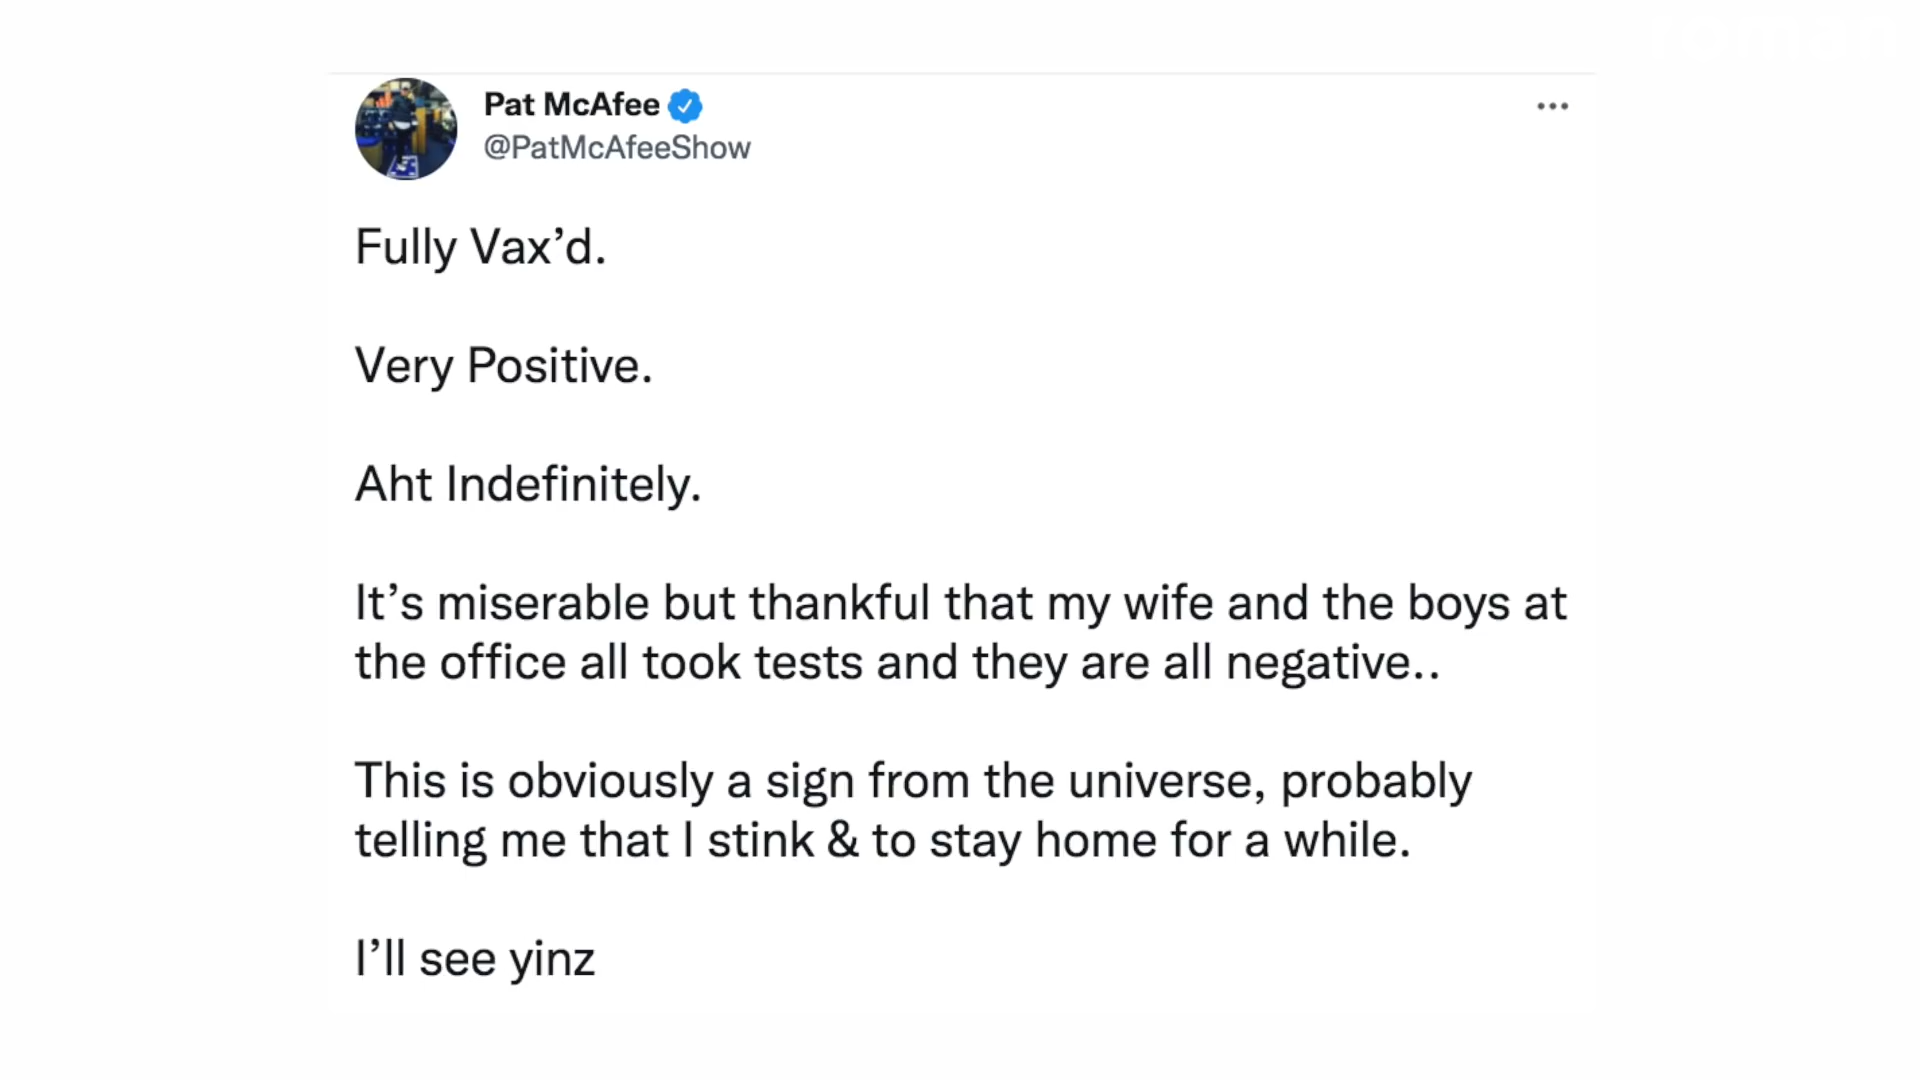 Pat McAfee
@PatMcAfeeShow
Fully Vax’d.
Very Positive.
Aht Indefinitely.
It’s miserable but thankful that my wife and the boys at
the office all took tests and they are all negative..
This is obviously a sign from the universe, probably
telling me that I stink & to stay home for a while.
I’ll see yinz